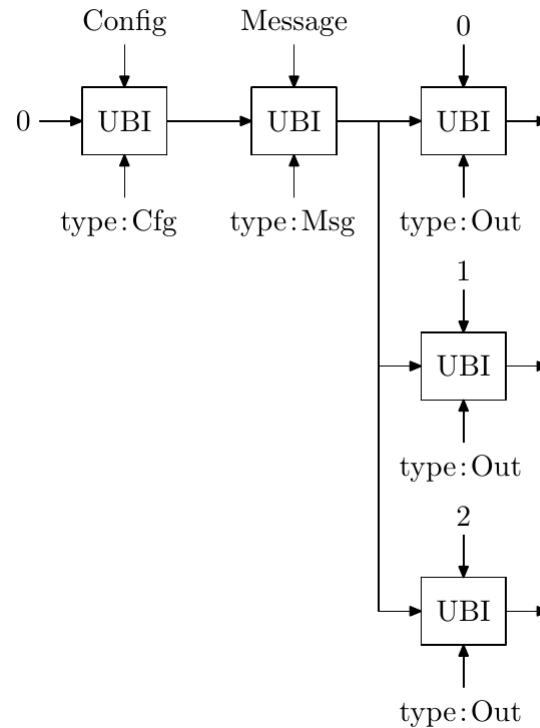 Config Message 0
0 UBI UBI UBI
type:Cfg type:Msg type:Out
1
UBI
type:Out
2
UBI
type:Out